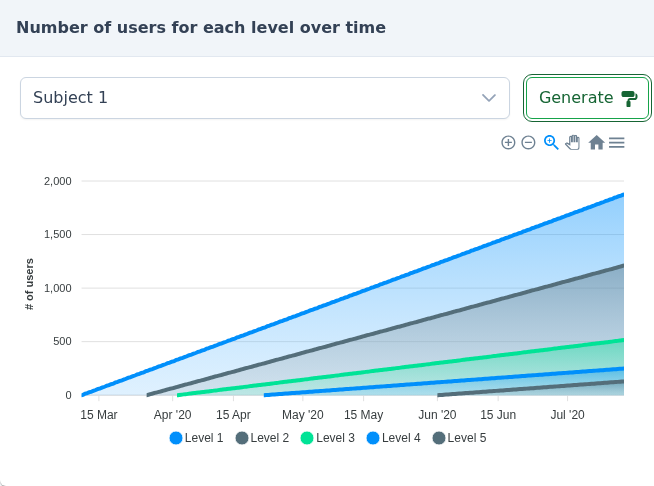 Number of users for each level over time
Subject 1
Generate
2,000
1,500
1,000
500
0
# of users
15 Mar Apr '20 15 Apr May '20 15 May Jun '20 15 Jun Jul '20
Level 1 Level 2 Level 3 Level 4 Level 5